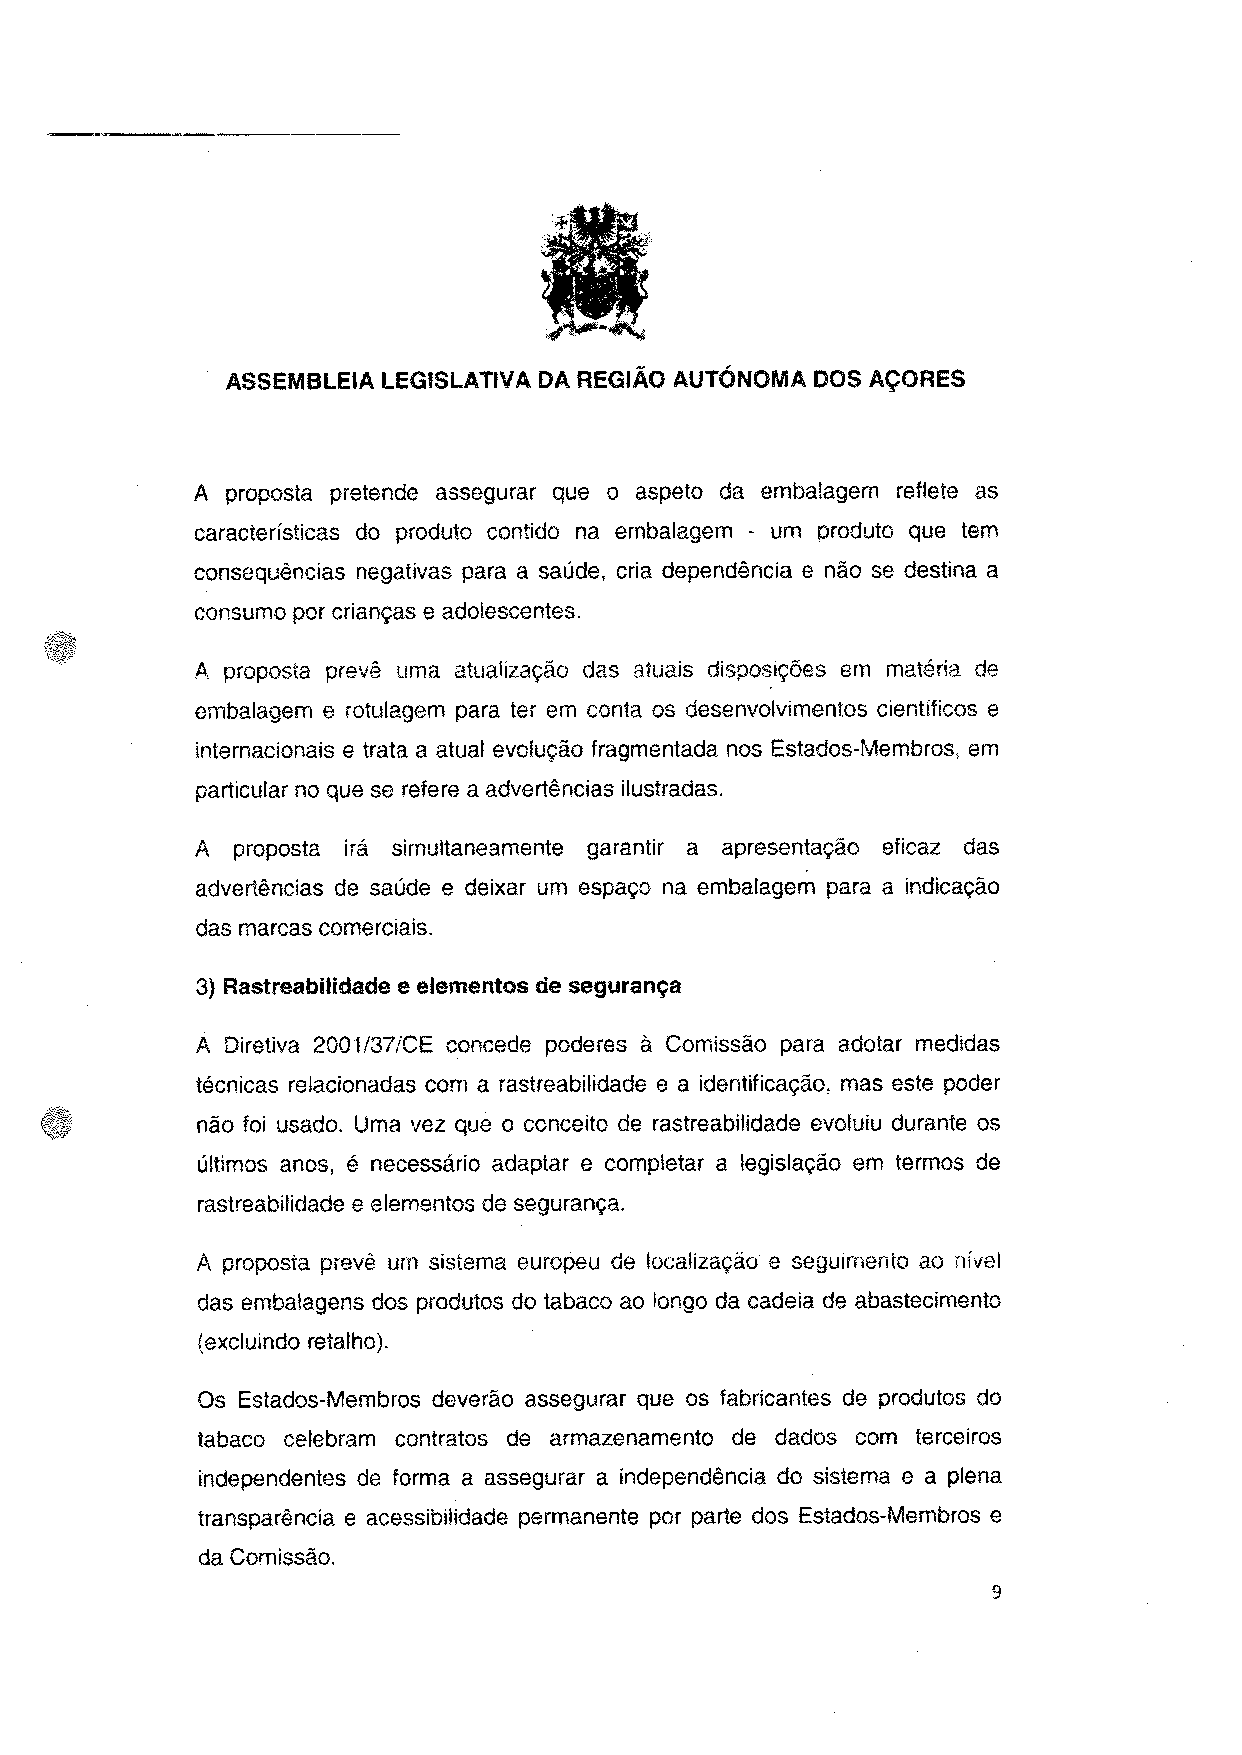 ASSEMBLEIA LEGISLATIVA DA REGIÃO AUTÓNOMA DOS AÇORES
A proposta pretende assegurar que o aspeto da embalagem reflete as
características do produto contido na embalagem - um produto que tem
consequências negativas para a saúde, cria dependência e não se destina a
consumo por crianças e adolescentes.
A proposta prevê uma atualização das atuais disposições em matéria de
embalagem e rotulagem para ter em conta os desenvolvimentos científicos e
internacionais e trata a atual evolução fragmentada nos Estados-Membros, em
particular no que se refere a advertências ilustradas.
A proposta irá simultaneamente garantir a apresentação eficaz das
advertências de saúde e deixar um espaço na embalagem para a indicação
das marcas comerciais.
3) Rastreabilidade e elementos de segurança
A Diretiva 2001/37/CE concede poderes à Comissão para adotar medidas
técnicas relacionadas com a rastreabilidade e a identificação, mas este poder
não foi usado. Uma vez que o conceito de rastreabilidade evoluiu durante os
últimos anos, é necessário adaptar e completar a legislação em termos de
rastreabilidade e elementos de segurança.
A proposta prevê um sistema europeu de localização e seguimento ao nível
das embalagens dos produtos do tabaco ao longo da cadeia de abastecimento
(excluindo retalho).
Os Estados-Membros deverão assegurar que os fabricantes de produtos do
tabaco celebram contratos de armazenamento de dados com terceiros
independentes de forma a assegurar a independência do sistema e a plena
transparência e acessibilidade permanente por parte dos Estados-Membros e
da Comissão.
9